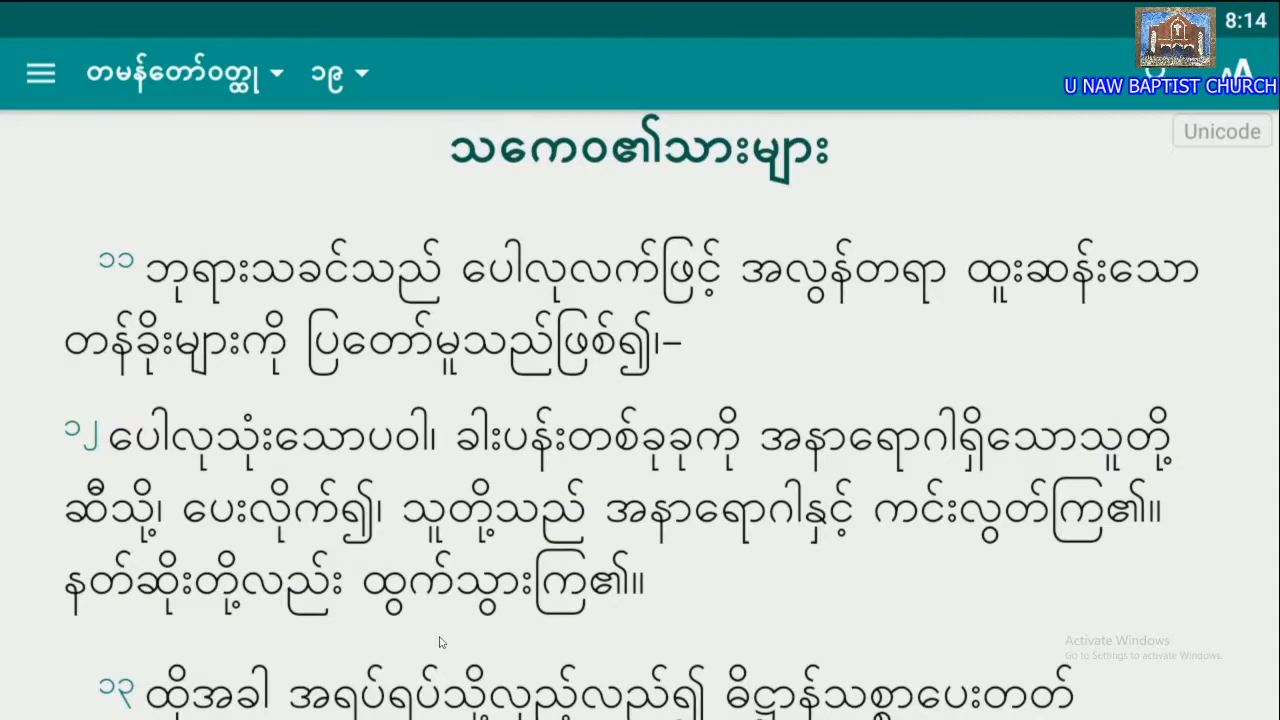 8:14
တမန်တော်ဝတ္ထု ၁၉
U NAW BAPTIST CHURCH
သကေဝ၏သားများ
Unicode
၁၁ ဘုရားသခင်သည် ပေါလုလက်ဖြင့် အလွန်တရာ ထူးဆန်းသော
တန်ခိုးများကို ပြတော်မူသည်ဖြစ်၍၊–
၁၂ ပေါလုသုံးသောပဝါ၊ ခါးပန်းတစ်ခုခုကို အနာရောဂါရှိသောသူတို့
ဆီသို့၊ ပေးလိုက်၍၊ သူတို့သည် အနာရောဂါနှင့် ကင်းလွတ်ကြ၏။
နတ်ဆိုးတို့လည်း ထွက်သွားကြ၏။
Activate Windows
Go to Settings to activate Windows.
၁၃ ထိုအခါ အရပ်ရပ်သို့လှည့်လည်၍ ဓိဋ္ဌာန်သစ္စာပေးတတ်